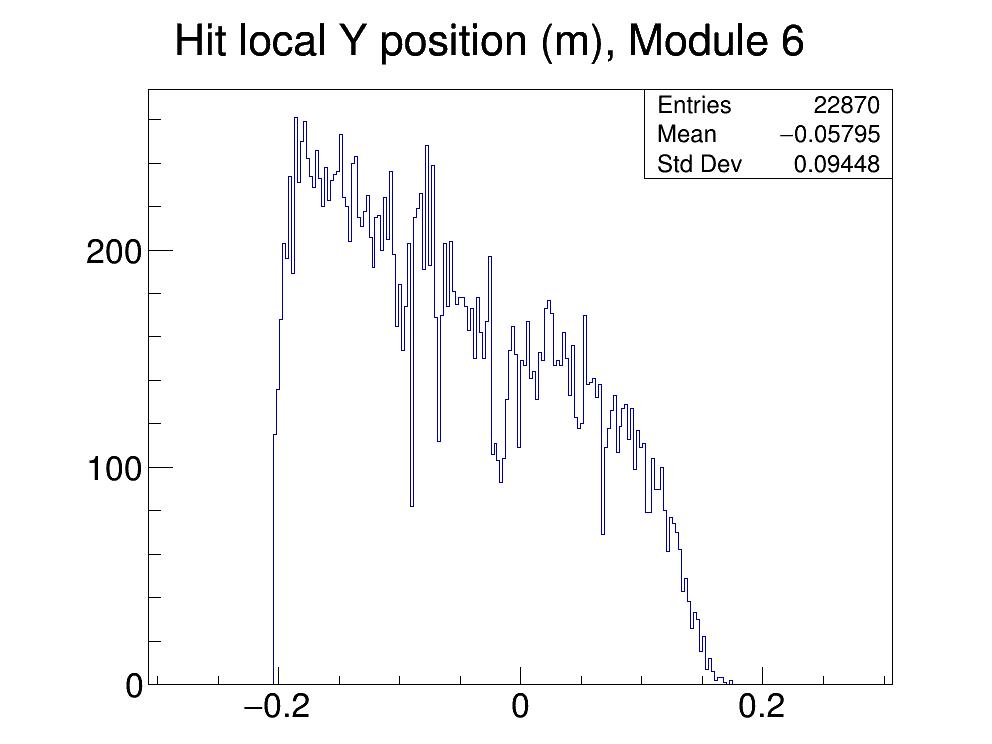 Hit local Y position (m), Module 6
Entries 22870
Mean −0.05795
Std Dev 0.09448
200
100
0
−0.2 0 0.2